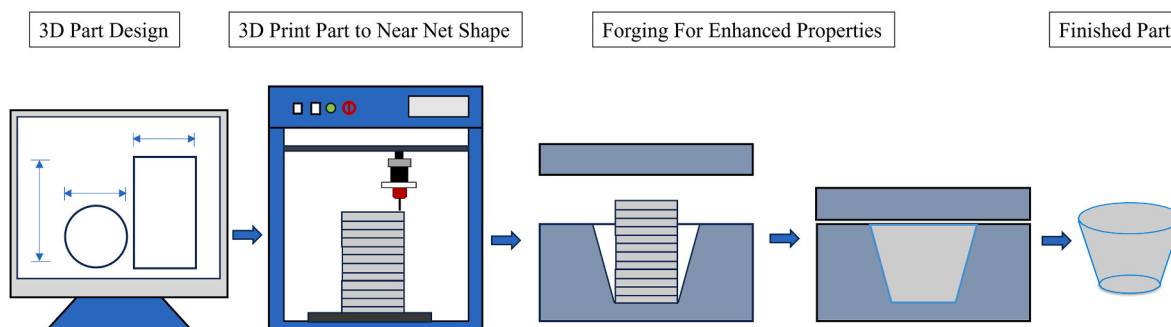 3D Part Design
3D Print Part to Near Net Shape
Forging For Enhanced Properties
Finished Part